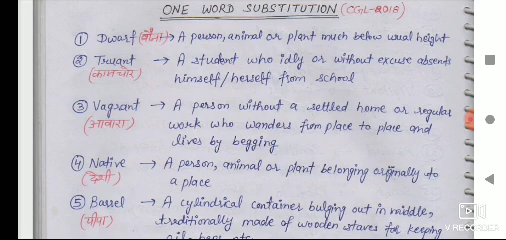 ONE WORD SUBSTITUTION (CGL-2018)
① Dwarf (बौना) → A person, animal or plant much below usual height
② Truant → A student who idly or without excuse absents
(कामचोर) himself/herself from school
③ Vagrant → A person without a settled home or regular
(आवारा) work who wanders from place to place and
lives by begging
④ Native → A person, animal or plant belonging originally to
(देशी) a place
⑤ Barrel → A cylindrical container bulging out in middle,
(पीपा) traditionally made of wooden staves for keeping
V RECORDER